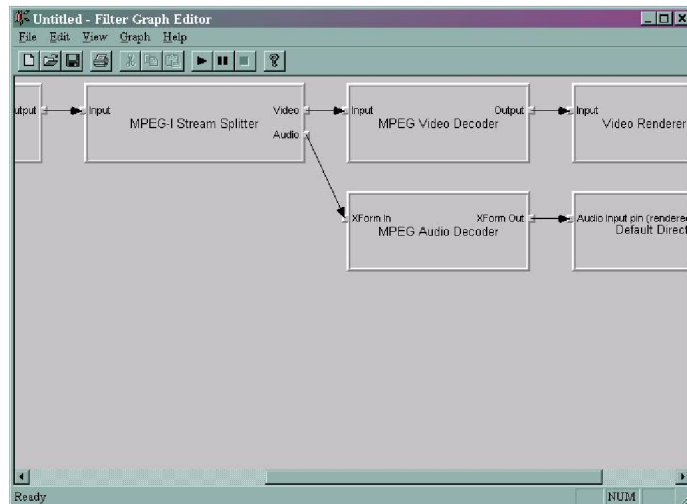 Untitled - Filter Graph Editor
File Edit View Graph Help
utput Input Video Input Output Input
MPEG-I Stream Splitter MPEG Video Decoder Video Renderer
Audio
XForm In XForm Out Audio Input pin (rendere
MPEG Audio Decoder Default Direct
Ready NUM